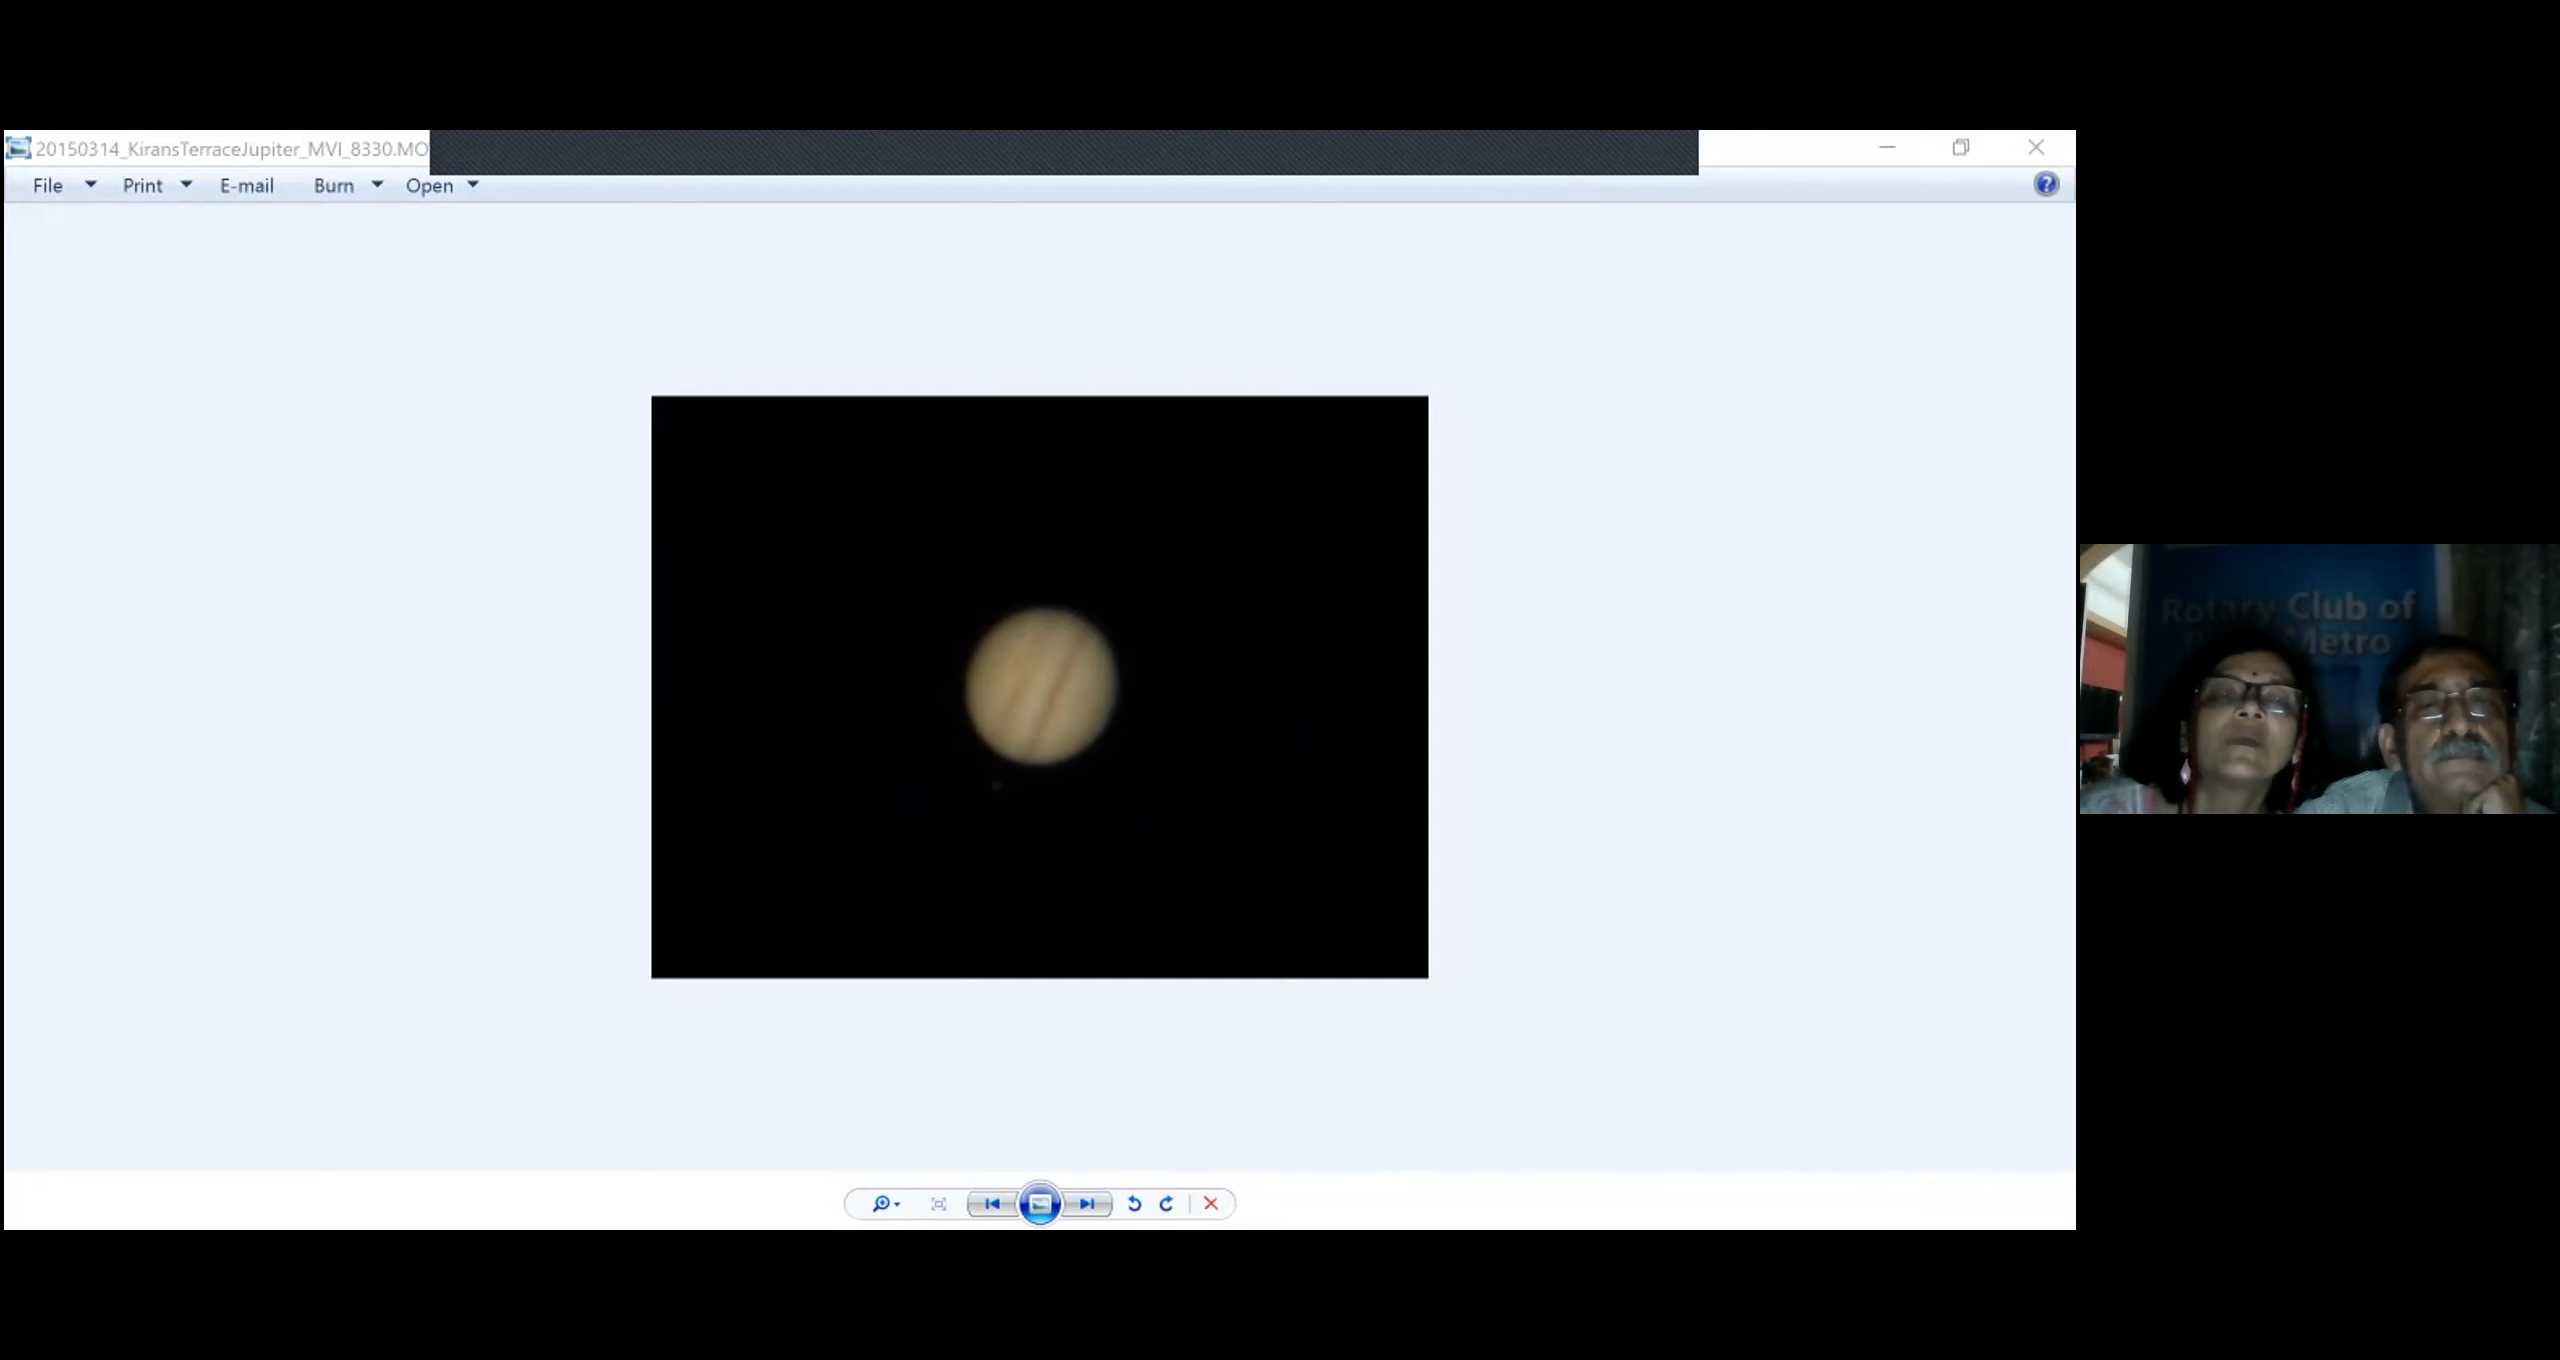 20150314_KiransTerraceJupiter_MVI_8330.MO
File Print E-mail Burn Open
Rotary Club of
Metro